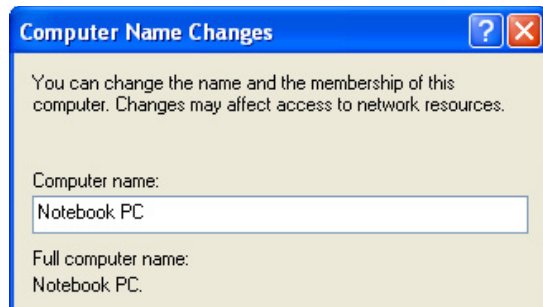 Computer Name Changes
You can change the name and the membership of this
computer. Changes may affect access to network resources.
Computer name:
Notebook PC
Full computer name:
Notebook PC.